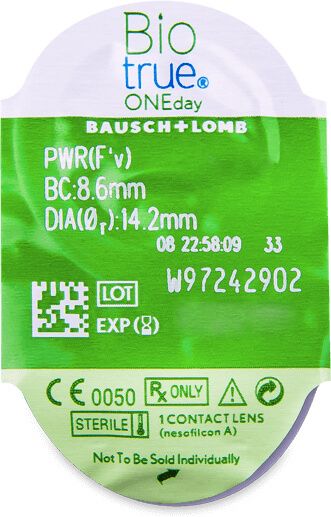 Bio
true®
ONEday
BAUSCH+LOMB
PWR(F'v)
BC:8.6mm
DIA(Ør):14.2mm
08 22:58:09 33
W97242902
LOT
EXP
CE 0050 Rx ONLY
STERILE 1 CONTACT LENS
(nesofilcon A)
Not To Be Sold Individually